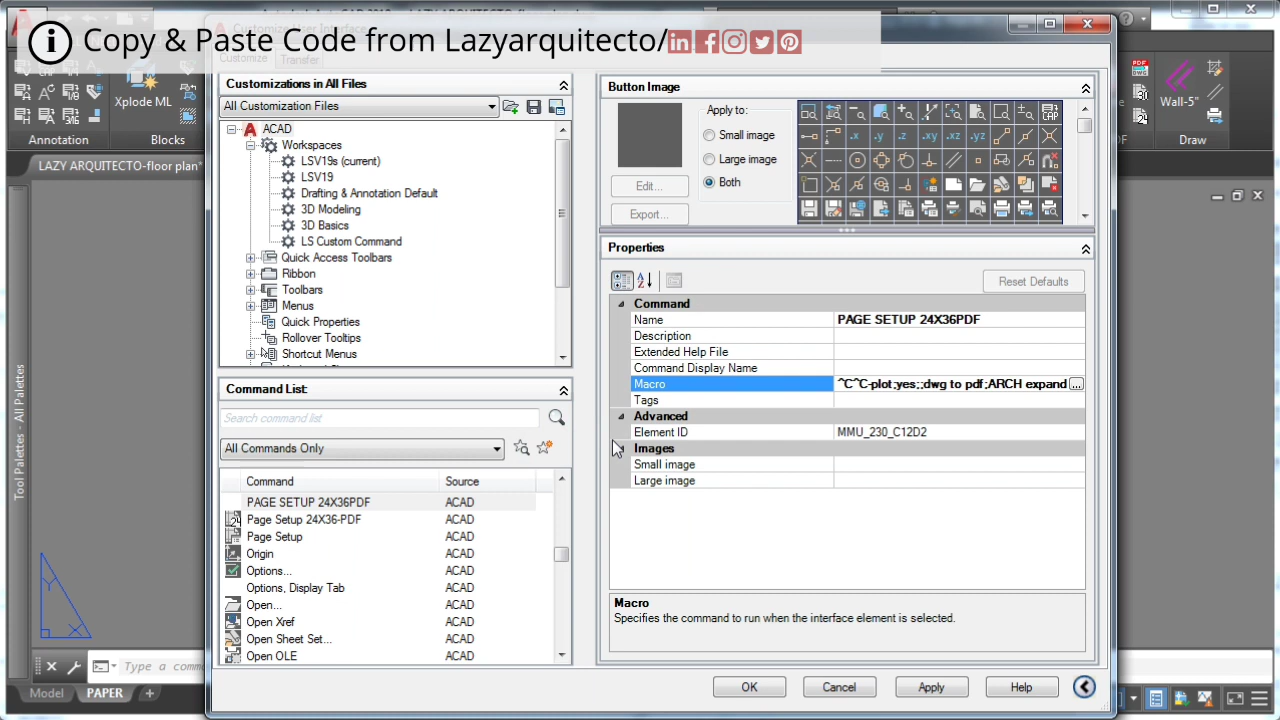 Copy & Paste Code from Lazyarquitecto/
Customize User Interface
Customize
Transfer
Customizations in All Files
All Customization Files
ACAD
Workspaces
LSV19s (current)
LSV19
Drafting & Annotation Default
3D Modeling
3D Basics
LS Custom Command
Quick Access Toolbars
Ribbon
Toolbars
Menus
Quick Properties
Rollover Tooltips
Shortcut Menus
Command List:
Search command list
All Commands Only
Command Source
PAGE SETUP 24X36PDF ACAD
Page Setup 24X36-PDF ACAD
Page Setup ACAD
Origin ACAD
Options... ACAD
Options, Display Tab ACAD
Open... ACAD
Open Xref ACAD
Open Sheet Set... ACAD
Open OLE ACAD
Button Image
Apply to:
Small image
Large image
Both
Edit...
Export...
Properties
Reset Defaults
Command
Name PAGE SETUP 24X36PDF
Description
Extended Help File
Command Display Name
Macro ^C^C-plot;yes;;dwg to pdf;ARCH expand ...
Tags
Advanced
Element ID MMU_230_C12D2
Images
Small image
Large image
Macro
Specifies the command to run when the interface element is selected.
OK Cancel Apply Help
Xplode ML
Annotation
Blocks
LAZY ARQUITECTO-floor plan*
Tool Palettes - All Palettes
Y
X
Type a comma
Model PAPER +
PDF
Wall-5"
DF
Draw